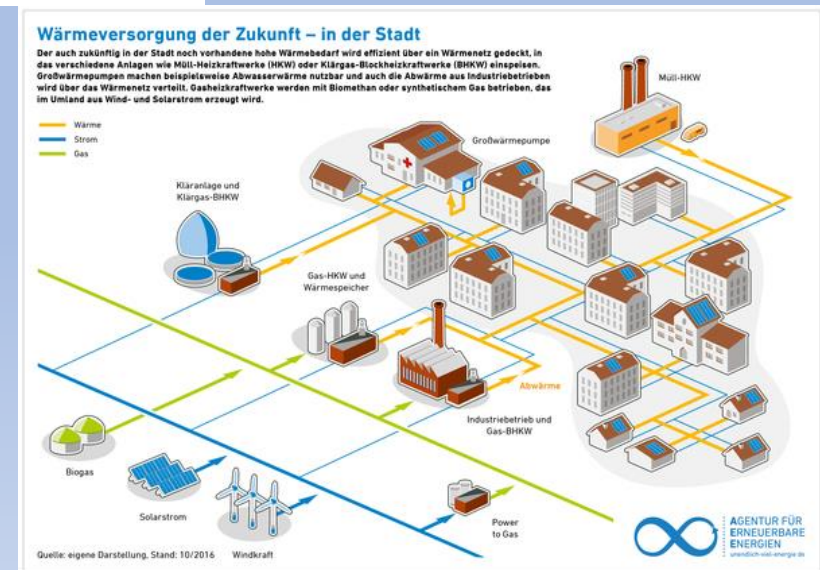 Wärmeversorgung der Zukunft – in der Stadt
Der auch zukünftig in der Stadt noch vorhandene hohe Wärmebedarf wird effizient über ein Wärmenetz gedeckt, in
das verschiedene Anlagen wie Müll-Heizkraftwerke (HKW) oder Klärgas-Blockheizkraftwerke (BHKW) einspeisen.
Großwärmepumpen machen beispielsweise Abwasserwärme nutzbar und auch die Abwärme aus Industriebetrieben
wird über das Wärmenetz verteilt. Gasheizkraftwerke werden mit Biomethan oder synthetischem Gas betrieben, das
im Umland aus Wind- und Solarstrom erzeugt wird.
Wärme
Strom
Gas
Müll-HKW
Großwärmepumpe
Kläranlage und
Klärgas-BHKW
Gas-HKW und
Wärmespeicher
Abwärme
Industriebetrieb und
Gas-BHKW
Biogas
Solarstrom
Windkraft
Power
to Gas
Quelle: eigene Darstellung, Stand: 10/2016
AGENTUR FÜR
ERNEUERBARE
ENERGIEN
unendlich-viel-energie.de